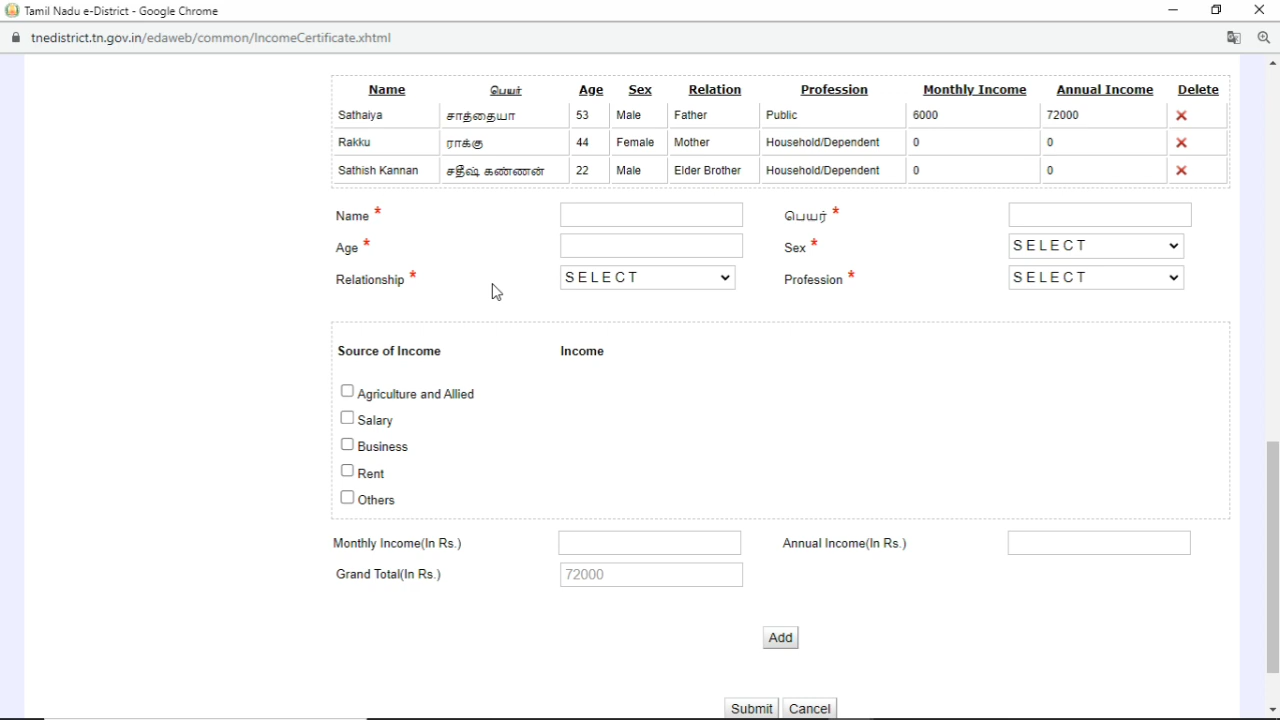 Tamil Nadu e-District - Google Chrome
tnedistrict.tn.gov.in/edaweb/common/IncomeCertificate.xhtml
Name பெயர் Age Sex Relation Profession Monthly Income Annual Income Delete
Sathaiya சாத்தையா 53 Male Father Public 6000 72000
Rakku ராக்கு 44 Female Mother Household/Dependent 0 0
Sathish Kannan சதீஷ் கண்ணன் 22 Male Elder Brother Household/Dependent 0 0
Name * பெயர் *
Age * Sex * SELECT
Relationship * SELECT Profession * SELECT
Source of Income Income
Agriculture and Allied
Salary
Business
Rent
Others
Monthly Income(In Rs.) Annual Income(In Rs.)
Grand Total(In Rs.) 72000
Add
Submit Cancel